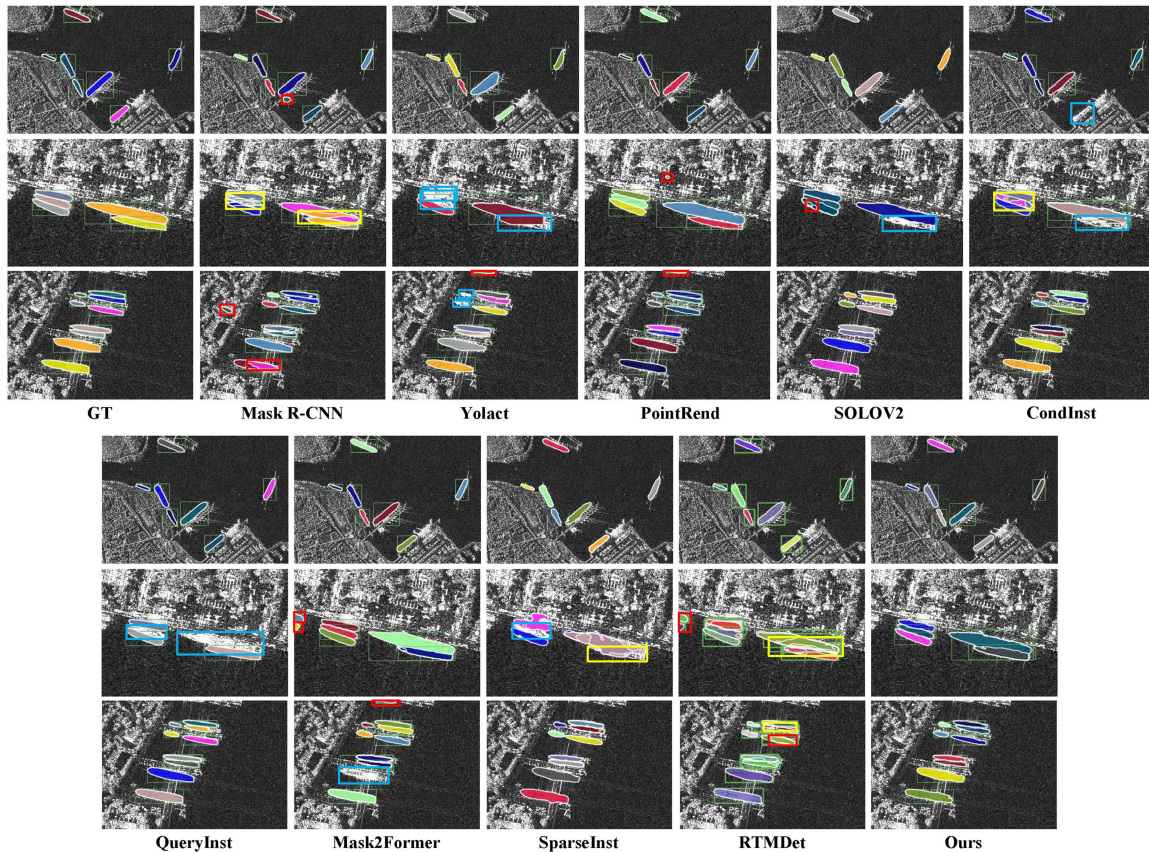 GT Mask R-CNN Yolact PointRend SOLOV2 CondInst
QueryInst Mask2Former SparseInst RTMDet Ours